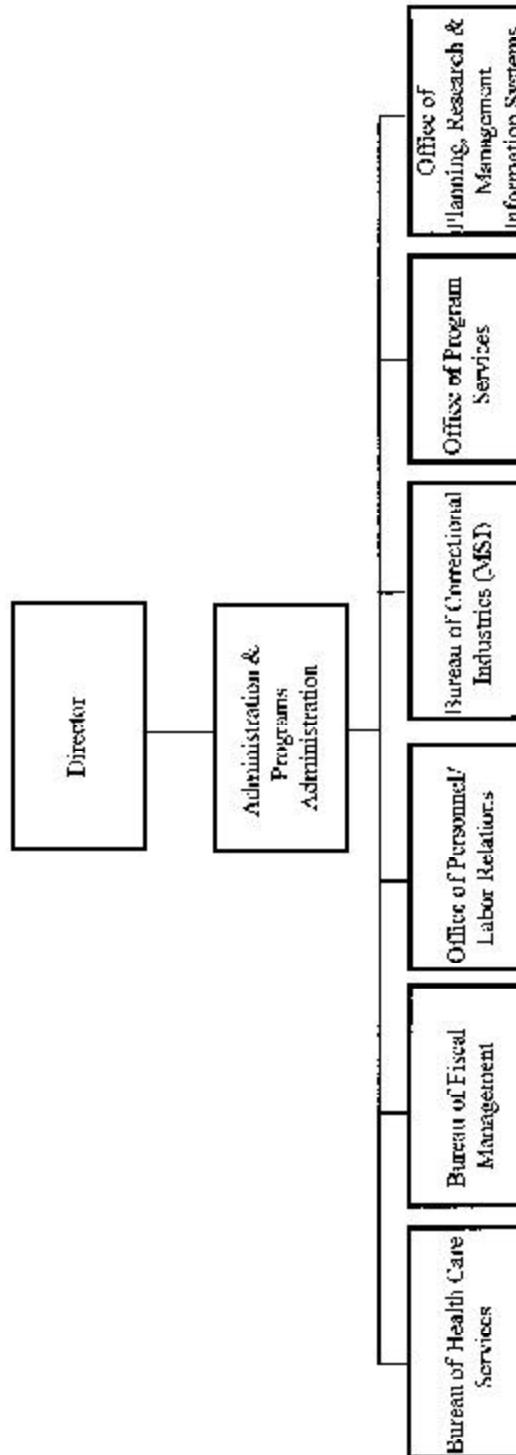 Director
Administration &
Programs
Administration
Bureau of Health Care
Services
Bureau of Fiscal
Management
Office of Personnel/
Labor Relations
Bureau of Correctional
Industries (MSI)
Office of Program
Services
Office of
Planning, Research &
Management
Information Systems